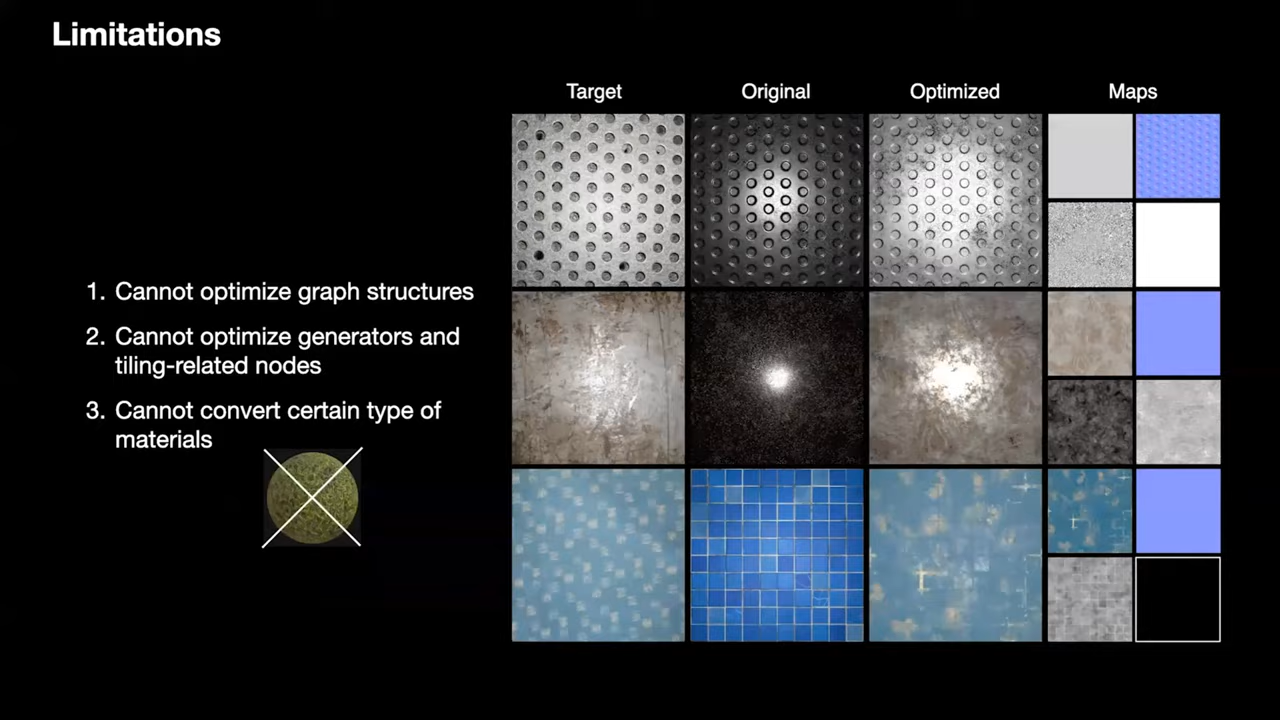 Limitations
Target Original Optimized Maps
1. Cannot optimize graph structures
2. Cannot optimize generators and
tiling-related nodes
3. Cannot convert certain type of
materials